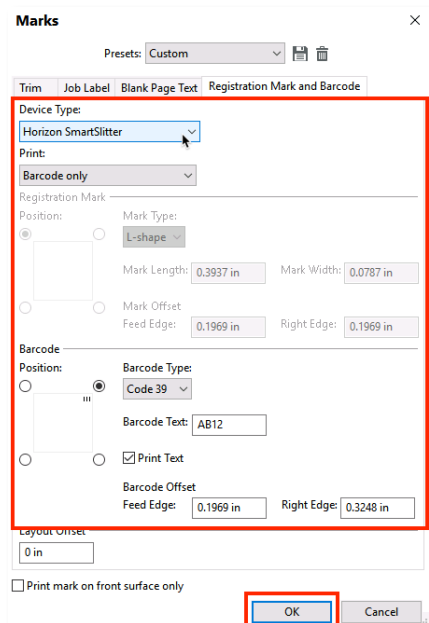 Marks
Presets: Custom
Trim Job Label Blank Page Text Registration Mark and Barcode
Device Type:
Horizon SmartSlitter
Print:
Barcode only
Registration Mark
Position: Mark Type:
L-shape
Mark Length: 0.3937 in Mark Width: 0.0787 in
Mark Offset
Feed Edge: 0.1969 in Right Edge: 0.1969 in
Barcode
Position: Barcode Type:
Code 39
Barcode Text: AB12
Print Text
Barcode Offset
Feed Edge: 0.1969 in Right Edge: 0.3248 in
Layout Offset
0 in
Print mark on front surface only
OK Cancel